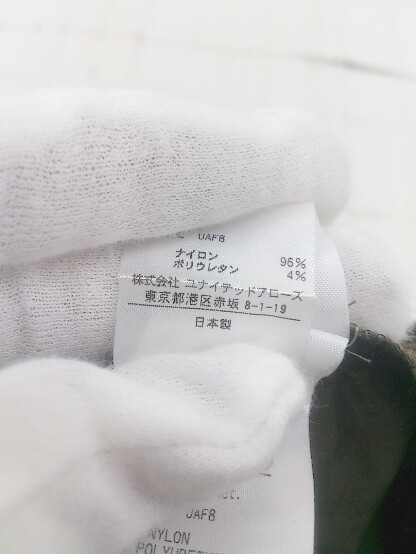 UAF8
ナイロン 96%
ポリウレタン 4%
株式会社 ユナイテッドアローズ
東京都港区赤坂 8-1-19
日本製
UAF8
NYLON